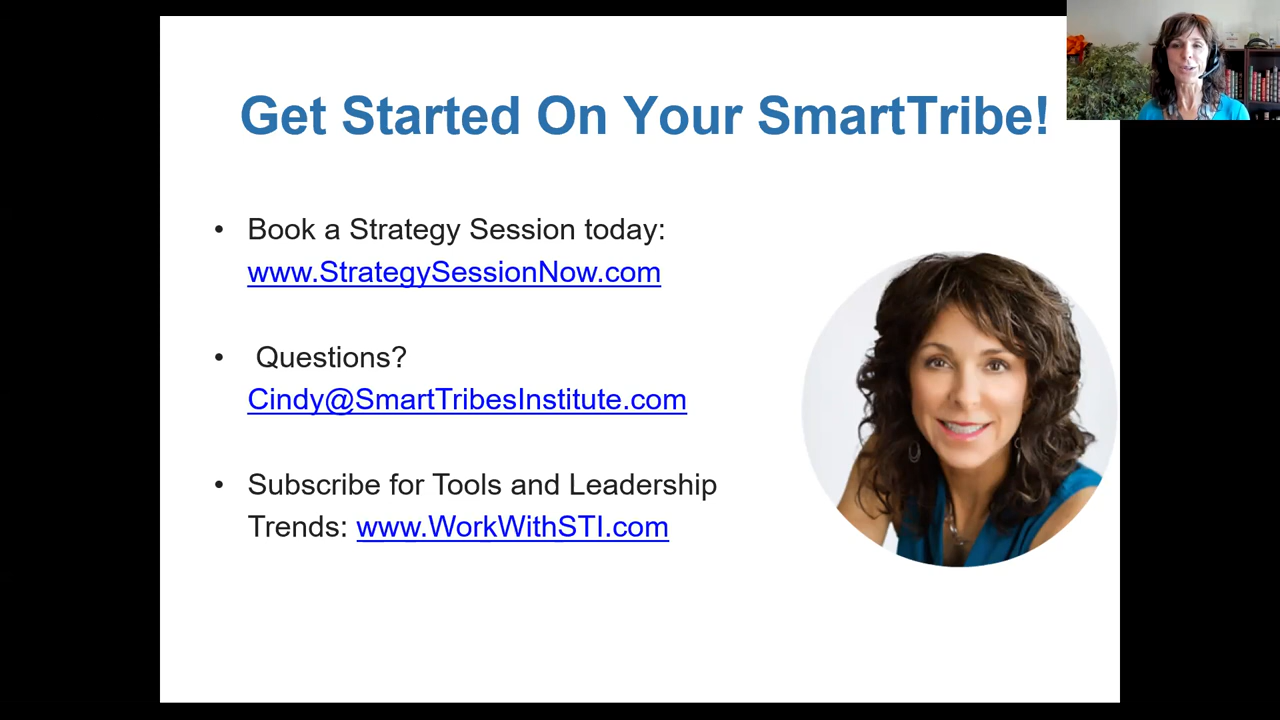 Get Started On Your SmartTribe!
• Book a Strategy Session today:
www.StrategySessionNow.com
• Questions?
Cindy@SmartTribesInstitute.com
• Subscribe for Tools and Leadership
Trends: www.WorkWithSTI.com